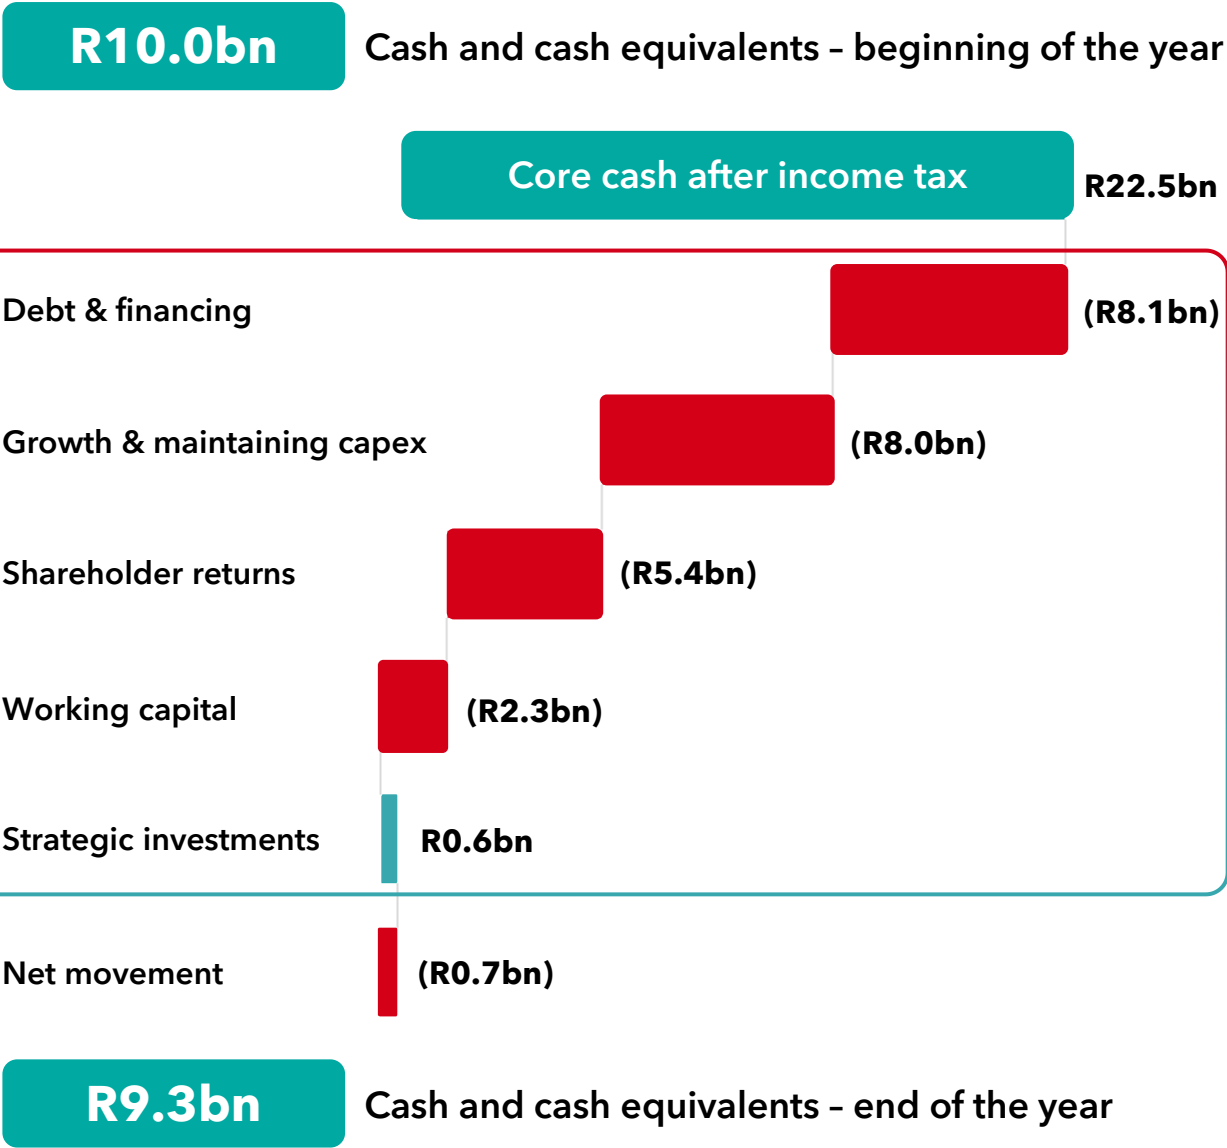 R10.0bn Cash and cash equivalents – beginning of the year
Core cash after income tax R22.5bn
Debt & financing (R8.1bn)
Growth & maintaining capex (R8.0bn)
Shareholder returns (R5.4bn)
Working capital (R2.3bn)
Strategic investments R0.6bn
Net movement (R0.7bn)
R9.3bn Cash and cash equivalents – end of the year